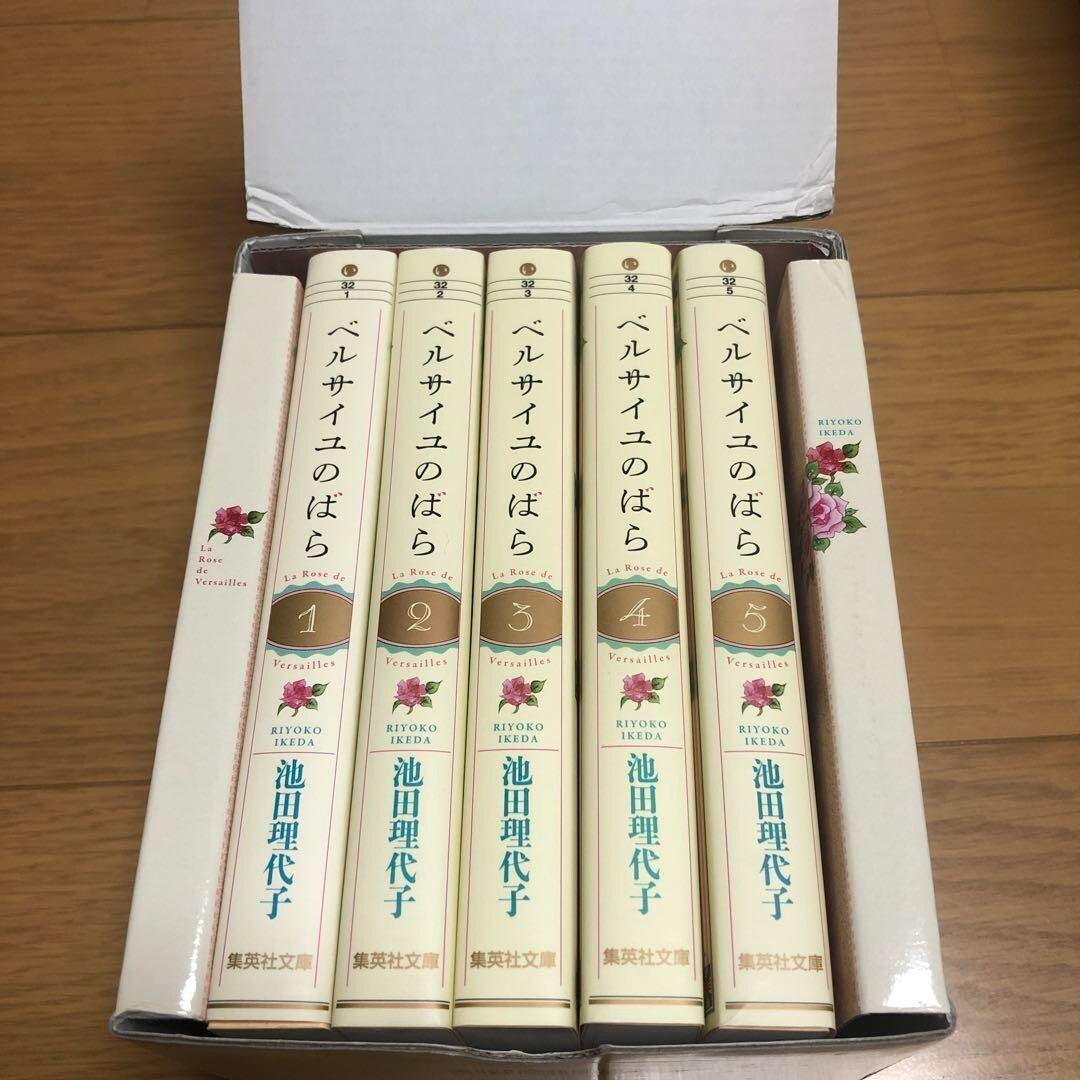 La
Rose
de
Versailles
い
32
1
ベルサイユのばら
La Rose de
1
Versailles
RIYOKO
IKEDA
池田理代子
集英社文庫
い
32
2
ベルサイユのばら
La Rose de
2
Versailles
RIYOKO
IKEDA
池田理代子
集英社文庫
い
32
3
ベルサイユのばら
La Rose de
3
Versailles
RIYOKO
IKEDA
池田理代子
集英社文庫
い
32
4
ベルサイユのばら
La Rose de
4
Versailles
RIYOKO
IKEDA
池田理代子
集英社文庫
い
32
5
ベルサイユのばら
La Rose de
5
Versailles
RIYOKO
IKEDA
池田理代子
集英社文庫
RIYOKO
IKEDA